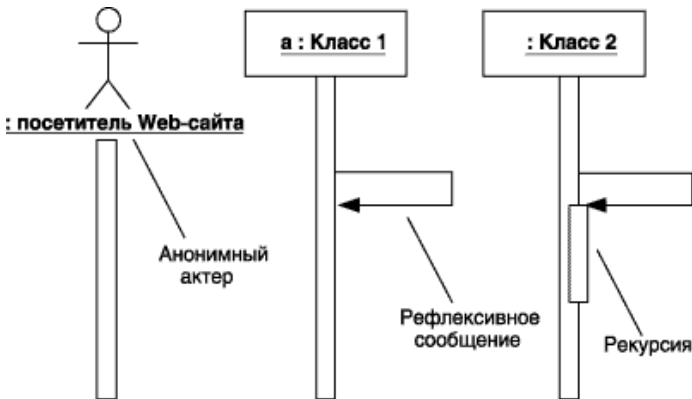 а : Класс 1
: Класс 2
: посетитель Web-сайта
Анонимный
актер
Рефлексивное
сообщение
Рекурсия